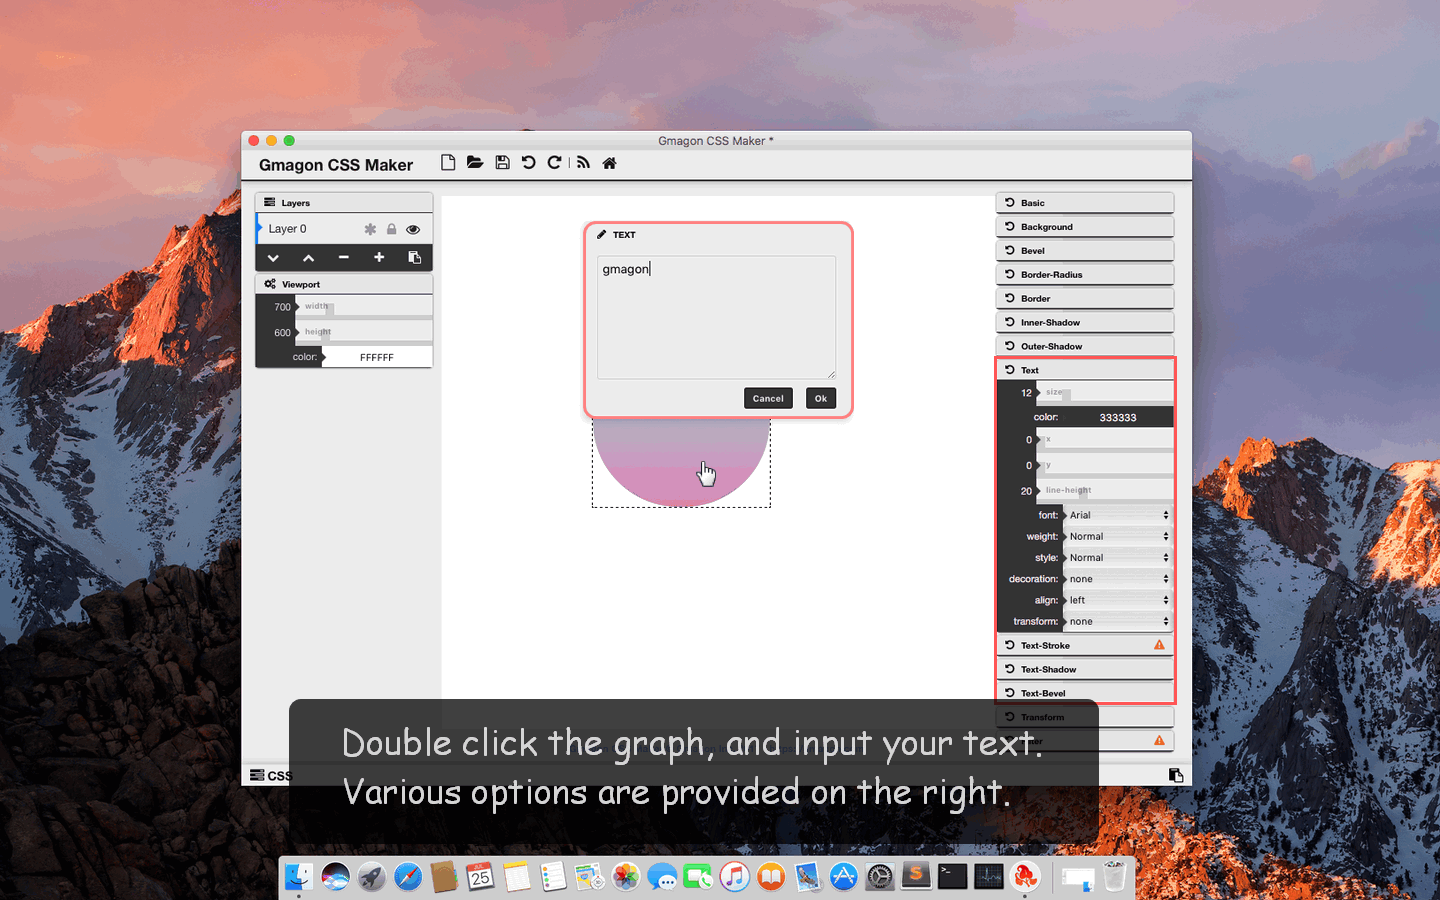 Gmagon CSS Maker *
Gmagon CSS Maker
Layers
Layer 0
Viewport
700 width
600 height
color: FFFFFF
TEXT
gmagon
Cancel Ok
Basic
Background
Bevel
Border-Radius
Border
Inner-Shadow
Outer-Shadow
Text
12 size
color: 333333
0 x
0 y
20 line-height
font: Arial
weight: Normal
style: Normal
decoration: none
align: left
transform: none
Text-Stroke
Text-Shadow
Text-Bevel
Transform
CSS
Double click the graph, and input your text.
Various options are provided on the right.
25